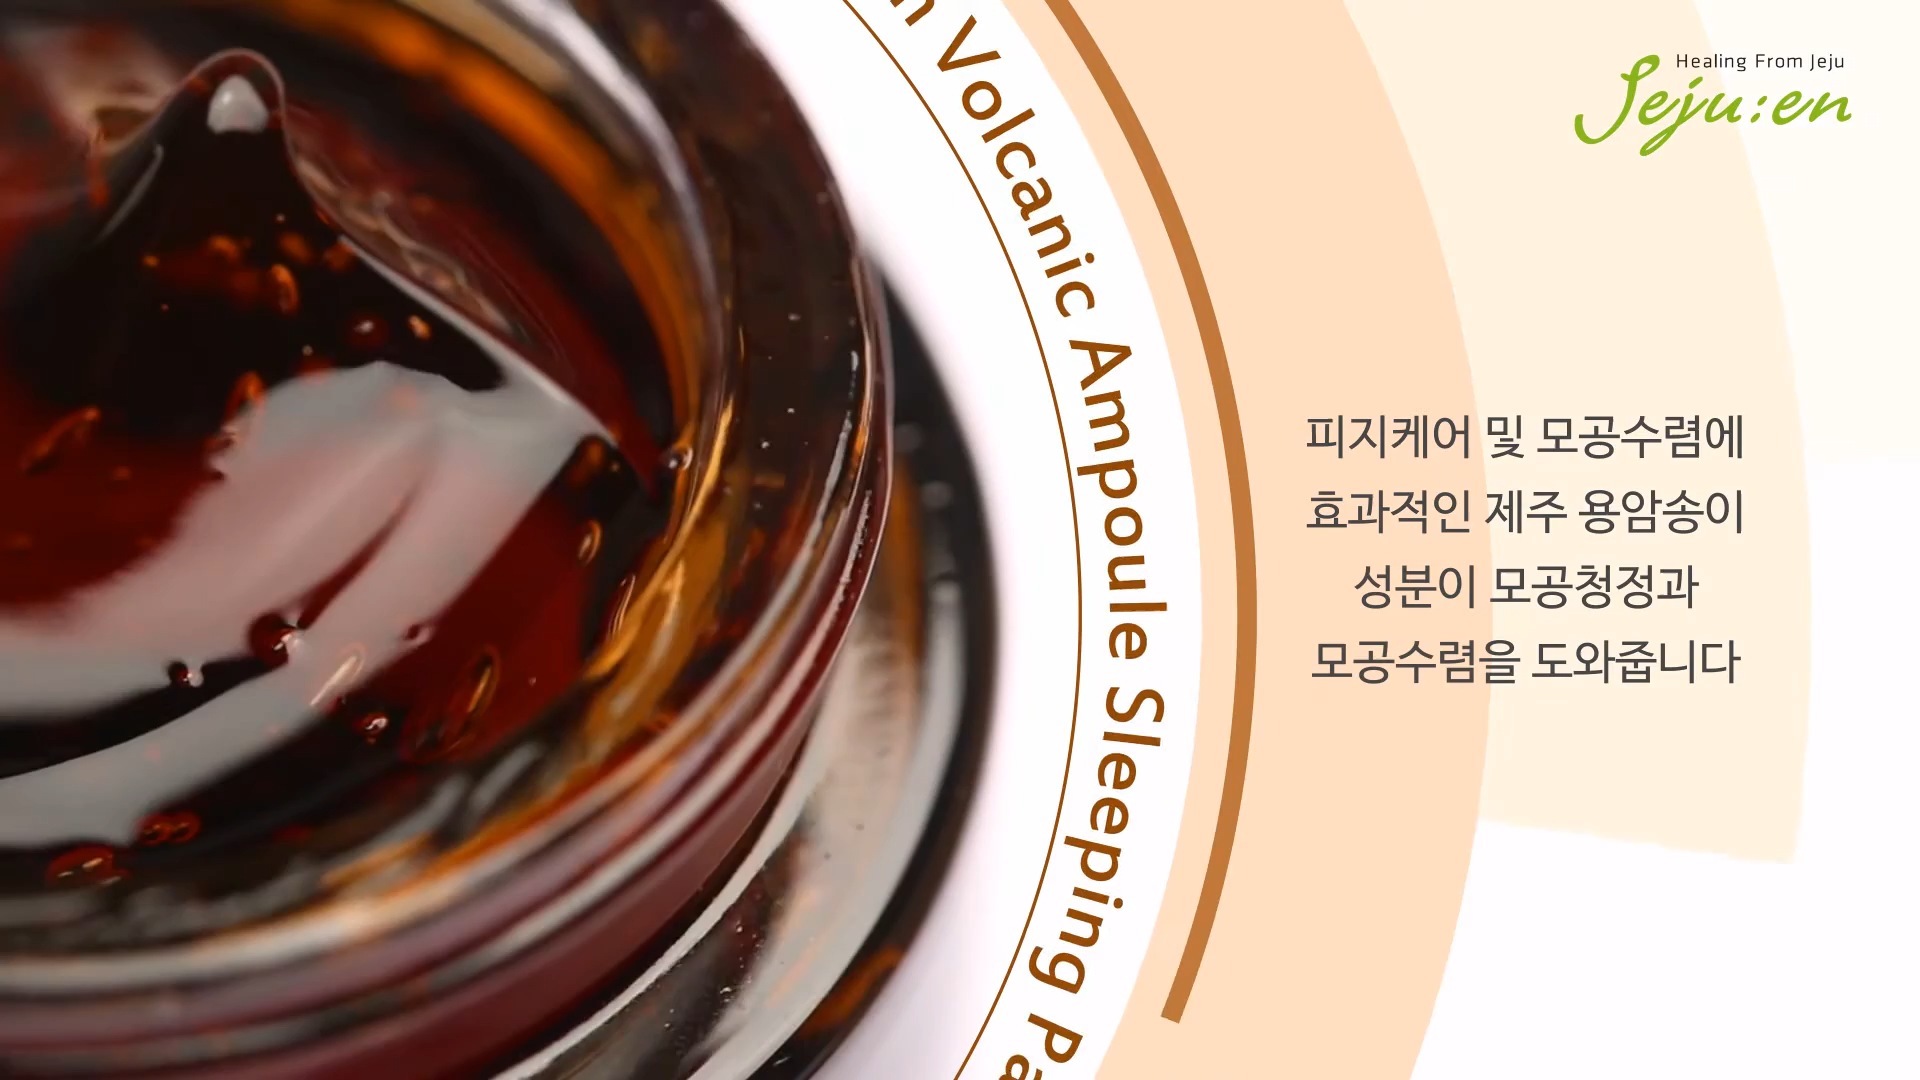 Healing From Jeju
Jeju:en
Volcanic Ampoule Sleeping
피지케어 및 모공수렴에
효과적인 제주 용암송이
성분이 모공청정과
모공수렴을 도와줍니다